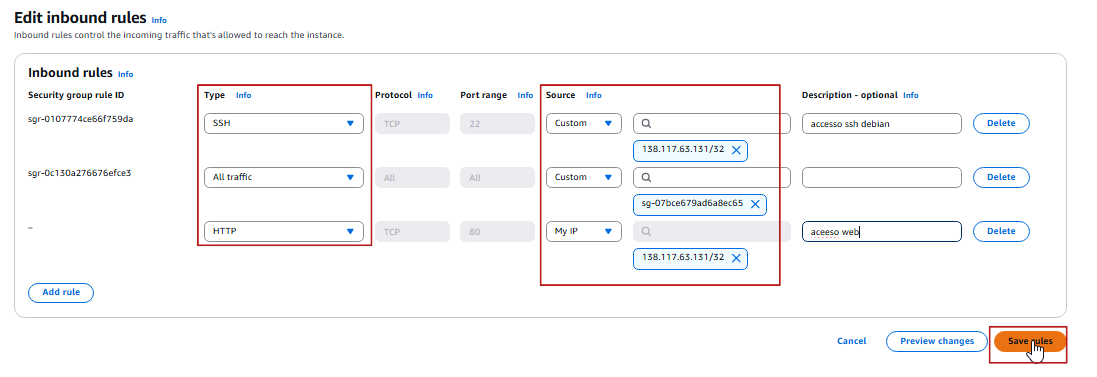 Edit inbound rules Info
Inbound rules control the incoming traffic that's allowed to reach the instance.
Inbound rules Info
Security group rule ID Type Info Protocol Info Port range Info Source Info Description - optional Info
sgr-0107774ce66f759da SSH TCP 22 Custom accesso ssh debian Delete
138.117.63.131/32
sgr-0c130a276676efce3 All traffic All All Custom Delete
sg-07bce679ad6a8ec65
– HTTP TCP 80 My IP aceeso web Delete
138.117.63.131/32
Add rule
Cancel Preview changes Save rules